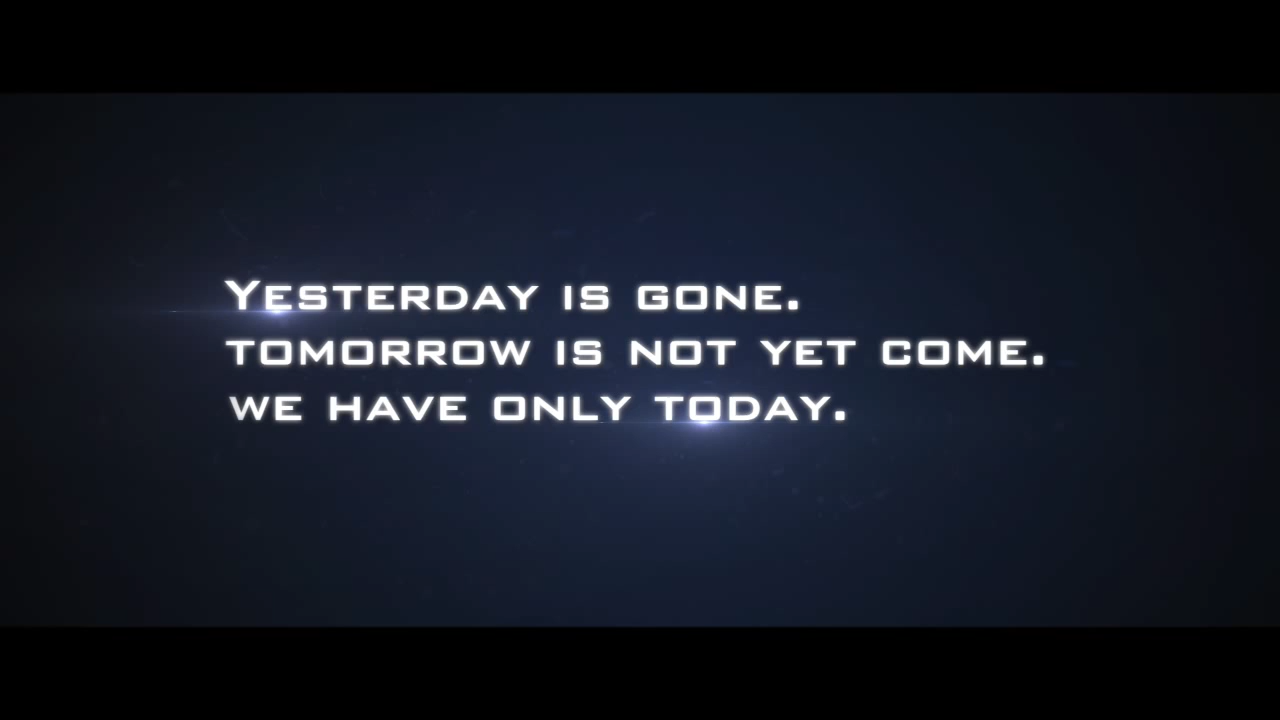 Yesterday is gone.
tomorrow is not yet come.
we have only today.